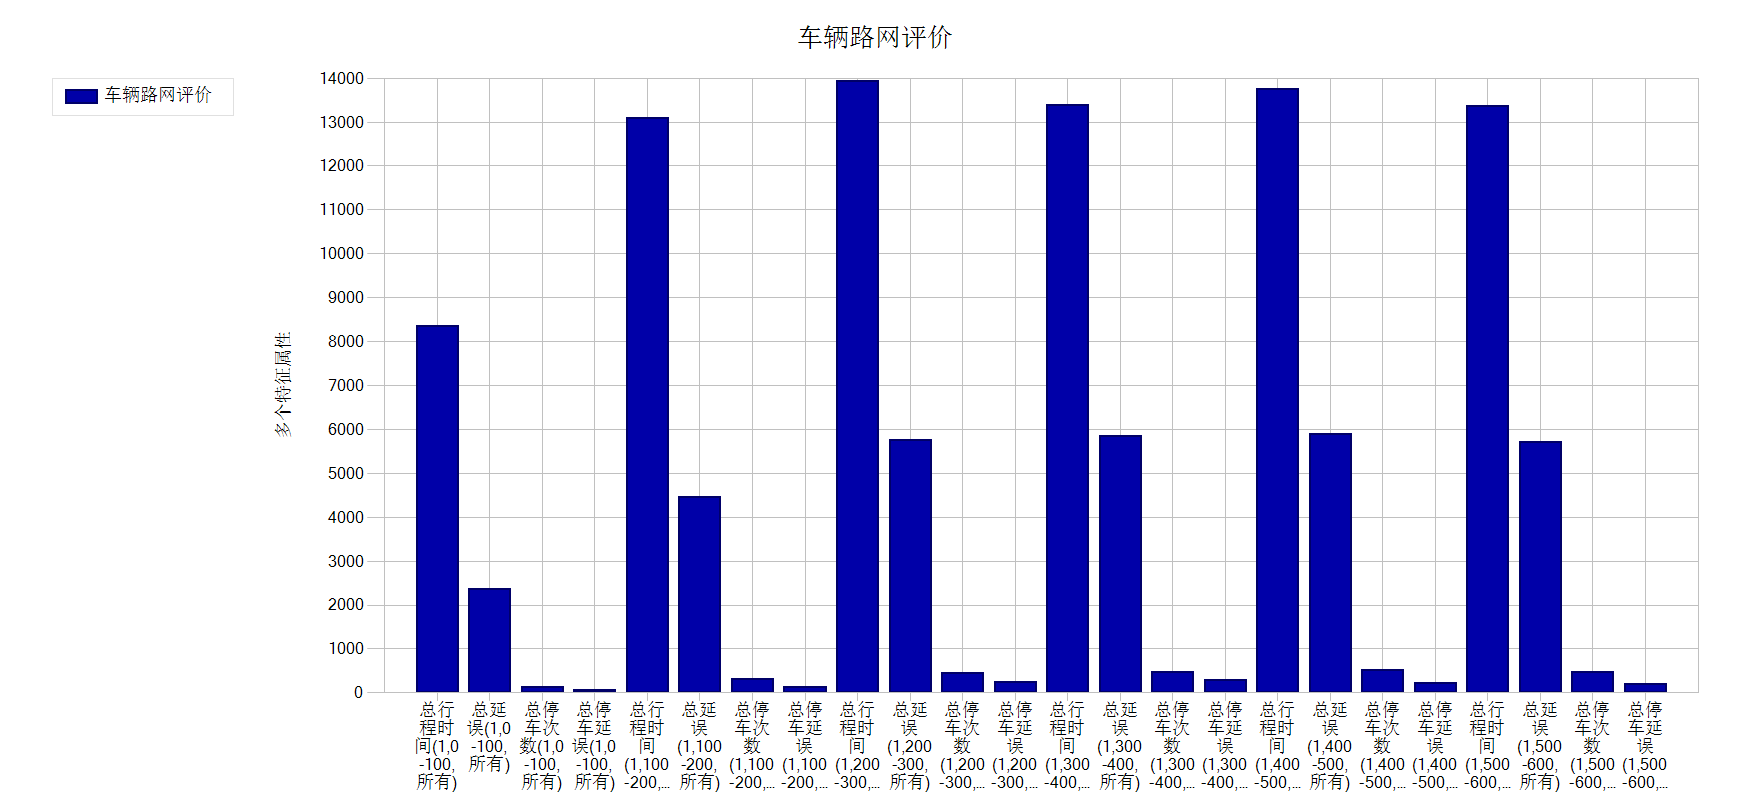 车辆路网评价
车辆路网评价
多个特征属性
14000
13000
12000
11000
10000
9000
8000
7000
6000
5000
4000
3000
2000
1000
0
总行
程时
间(1,0
-100,
所有)
总延
误(1,0
-100,
所有)
总停
车次
数(1,0
-100,
所有)
总停
车延
误(1,0
-100,
所有)
总行
程时
间
(1,100
-200,...
总延
误
(1,100
-200,
所有)
总停
车次
数
(1,100
-200,...
总停
车延
误
(1,100
-200,...
总行
程时
间
(1,200
-300,...
总延
误
(1,200
-300,
所有)
总停
车次
数
(1,200
-300,...
总停
车延
误
(1,200
-300,...
总行
程时
间
(1,300
-400,...
总延
误
(1,300
-400,
所有)
总停
车次
数
(1,300
-400,...
总停
车延
误
(1,300
-400,...
总行
程时
间
(1,400
-500,...
总延
误
(1,400
-500,
所有)
总停
车次
数
(1,400
-500,...
总停
车延
误
(1,400
-500,...
总行
程时
间
(1,500
-600,...
总延
误
(1,500
-600,
所有)
总停
车次
数
(1,500
-600,...
总停
车延
误
(1,500
-600,...